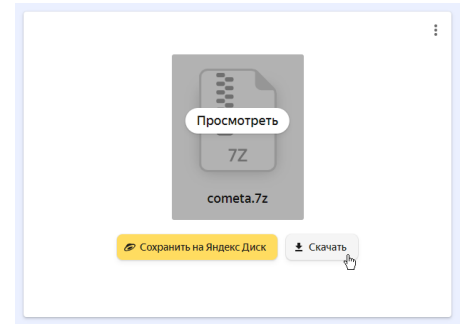 Просмотреть
7Z
cometa.7z
Сохранить на Яндекс Диск
Скачать